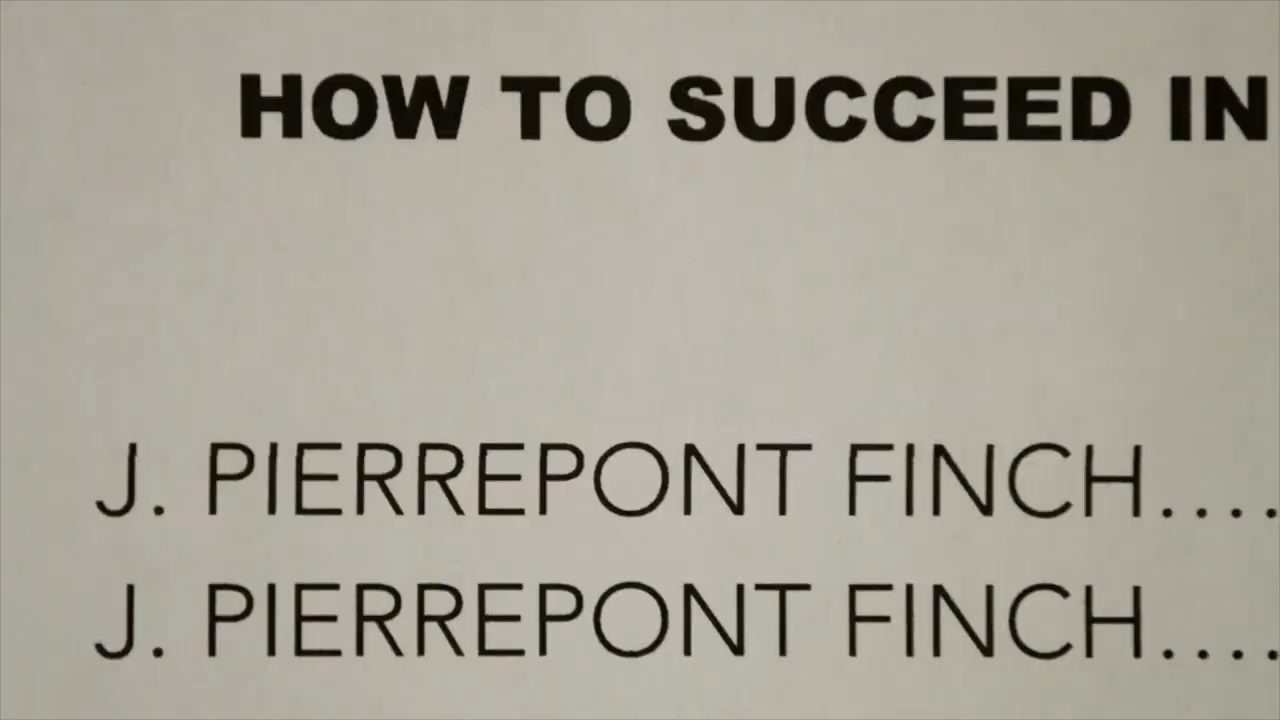 HOW TO SUCCEED IN
J. PIERREPONT FINCH....
J. PIERREPONT FINCH....